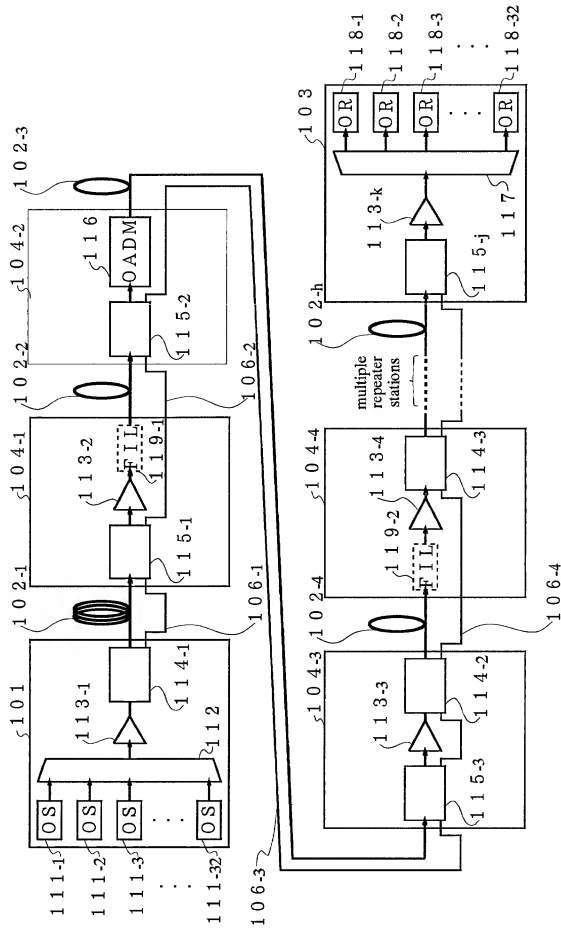 101
113-1
112
114-1
OS
OS
OS
OS
111-1
111-2
111-3
111-32
102-1
106-1
104-1
113-2
115-1
FIL
119-1
102-2
106-2
104-2
116
OADM
115-2
102-3
106-3
104-3
113-3
115-3
114-2
102-4
106-4
104-4
119-2
FIL
113-4
114-3
multiple
repeater
stations
102-h
103
113-k
115-j
117
OR
OR
OR
OR
118-1
118-2
118-3
118-32